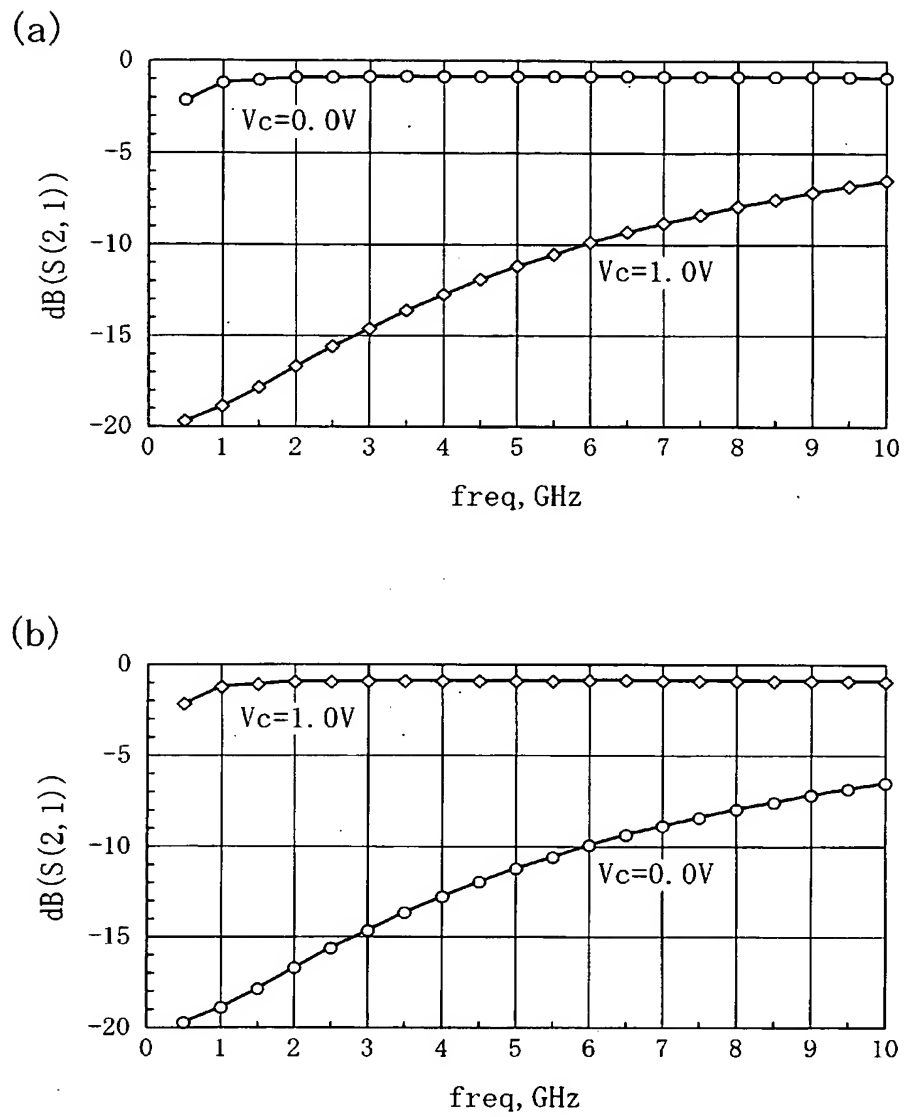 (a)
0
-5
-10
-15
-20
dB(S(2,1))
Vc=0.0V
Vc=1.0V
0 1 2 3 4 5 6 7 8 9 10
freq,GHz
(b)
0
-5
-10
-15
-20
dB(S(2,1))
Vc=1.0V
Vc=0.0V
0 1 2 3 4 5 6 7 8 9 10
freq,GHz